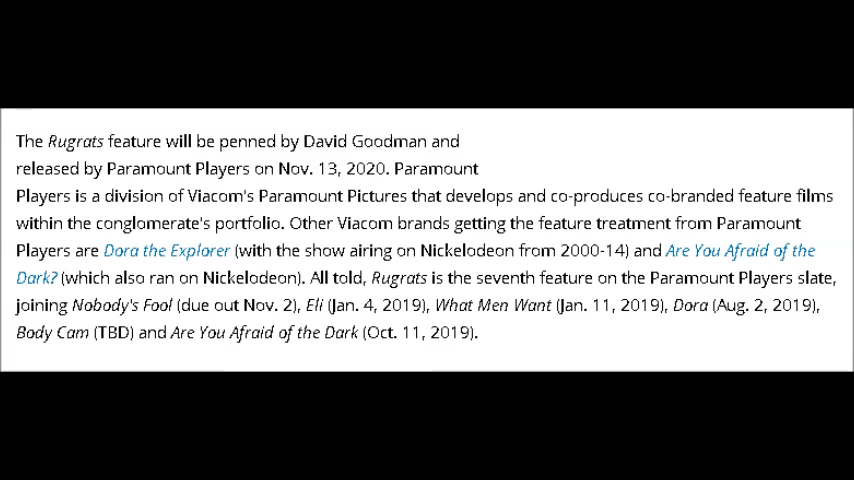 The Rugrats feature will be penned by David Goodman and
released by Paramount Players on Nov. 13, 2020. Paramount
Players is a division of Viacom's Paramount Pictures that develops and co-produces co-branded feature films
within the conglomerate's portfolio. Other Viacom brands getting the feature treatment from Paramount
Players are Dora the Explorer (with the show airing on Nickelodeon from 2000-14) and Are You Afraid of the
Dark? (which also ran on Nickelodeon). All told, Rugrats is the seventh feature on the Paramount Players slate,
joining Nobody's Fool (due out Nov. 2), Eli (Jan. 4, 2019), What Men Want (Jan. 11, 2019), Dora (Aug. 2, 2019),
Body Cam (TBD) and Are You Afraid of the Dark (Oct. 11, 2019).